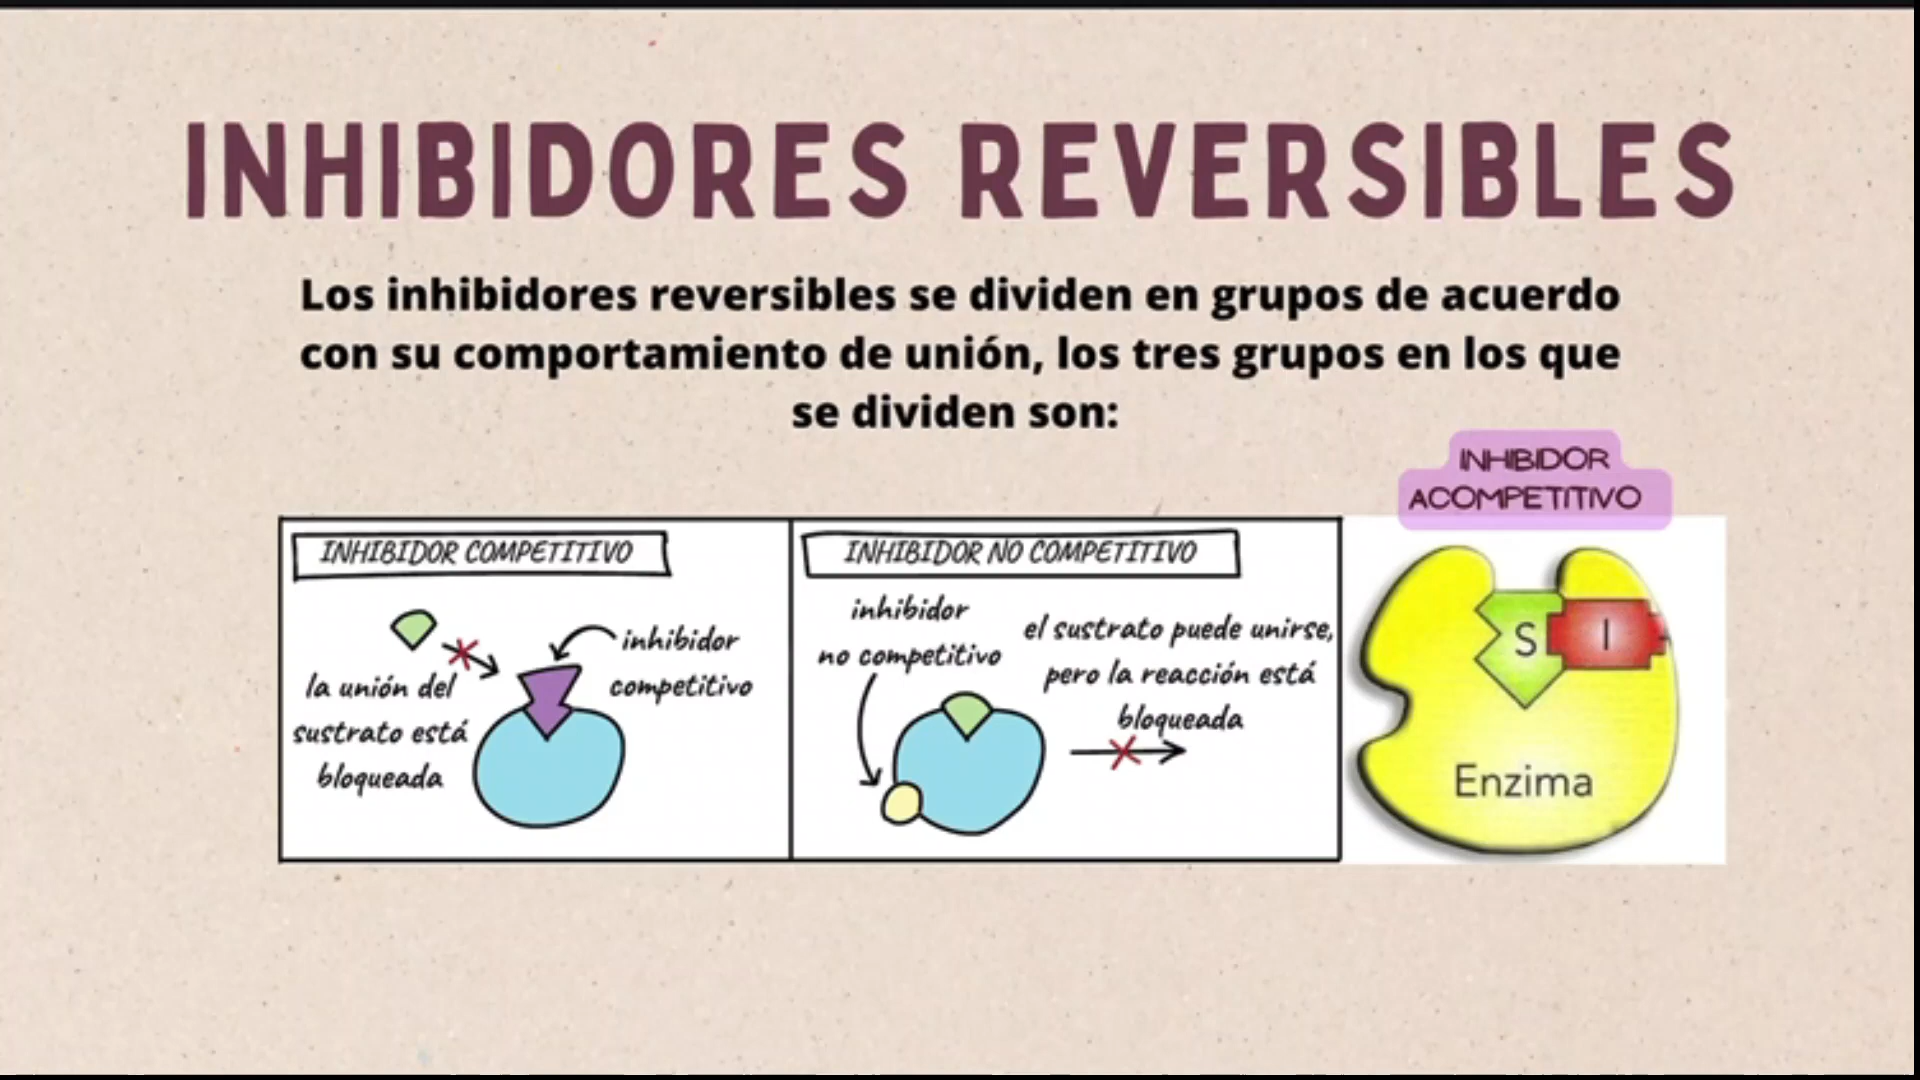 INHIBIDORES REVERSIBLES
Los inhibidores reversibles se dividen en grupos de acuerdo
con su comportamiento de unión, los tres grupos en los que
se dividen son:
INHIBIDOR COMPETITIVO
la unión del
sustrato está
bloqueada
inhibidor
competitivo
INHIBIDOR NO COMPETITIVO
inhibidor
no competitivo
el sustrato puede unirse,
pero la reacción está
bloqueada
INHIBIDOR
ACOMPETITIVO
S
I
Enzima